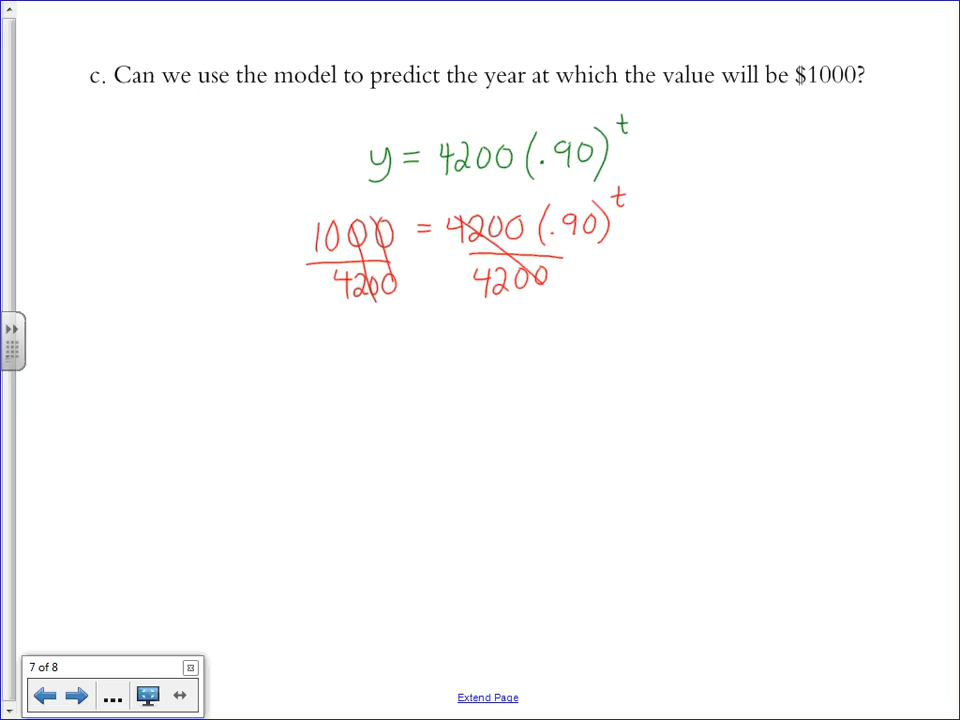 c. Can we use the model to predict the year at which the value will be $1000?
y = 4200 (.90)^t
1000 = 4200 (.90)^t
4200 4200
7 of 8
...
Extend Page